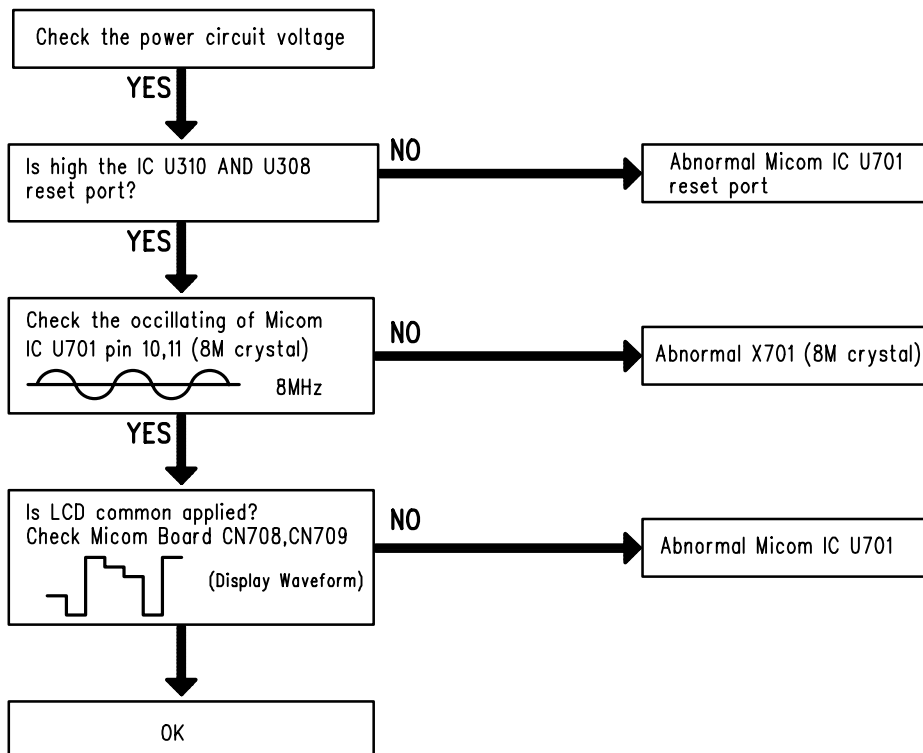 Check the power circuit voltage
YES
Is high the IC U310 AND U308
reset port?
NO
Abnormal Micom IC U701
reset port
YES
Check the occillating of Micom
IC U701 pin 10,11 (8M crystal)
8MHz
NO
Abnormal X701 (8M crystal)
YES
Is LCD common applied?
Check Micom Board CN708,CN709
(Display Waveform)
NO
Abnormal Micom IC U701
OK